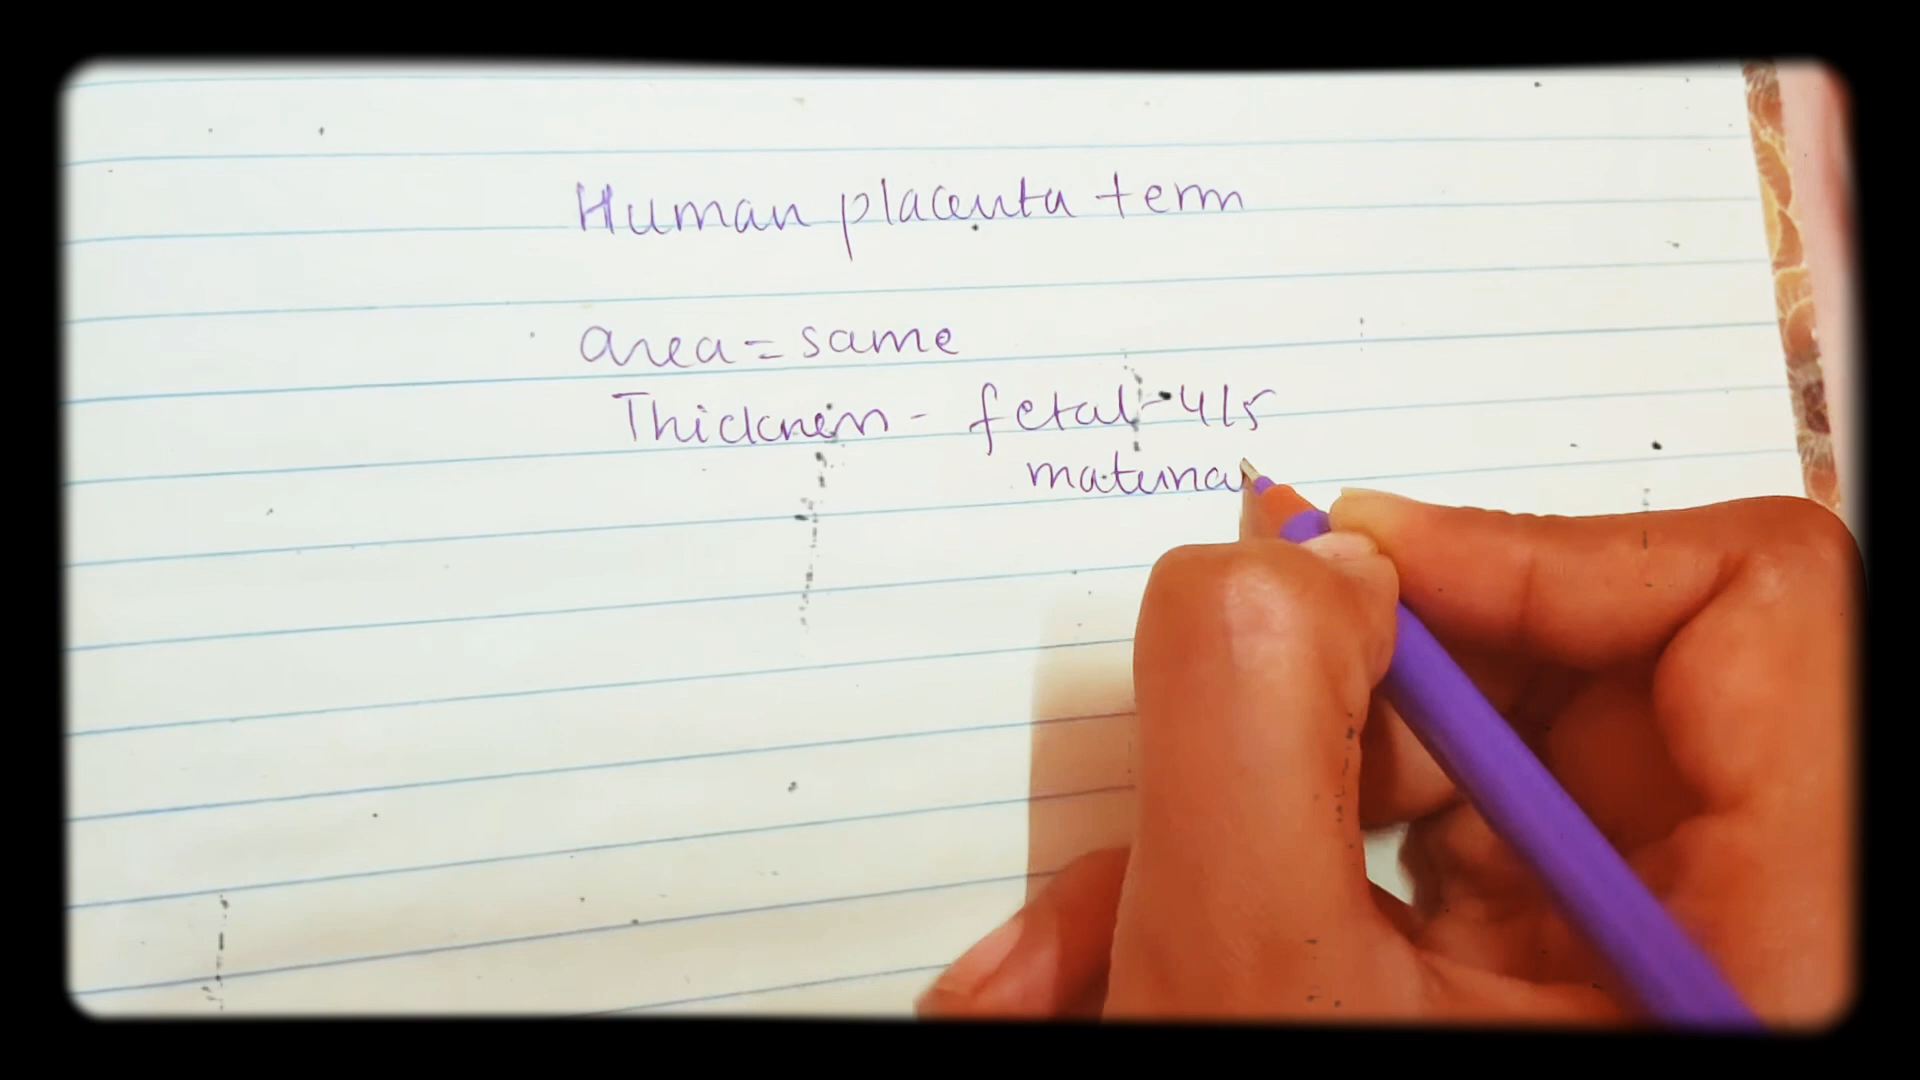 Human placenta term
area = same
Thickness - fetal - 4/5
maternal